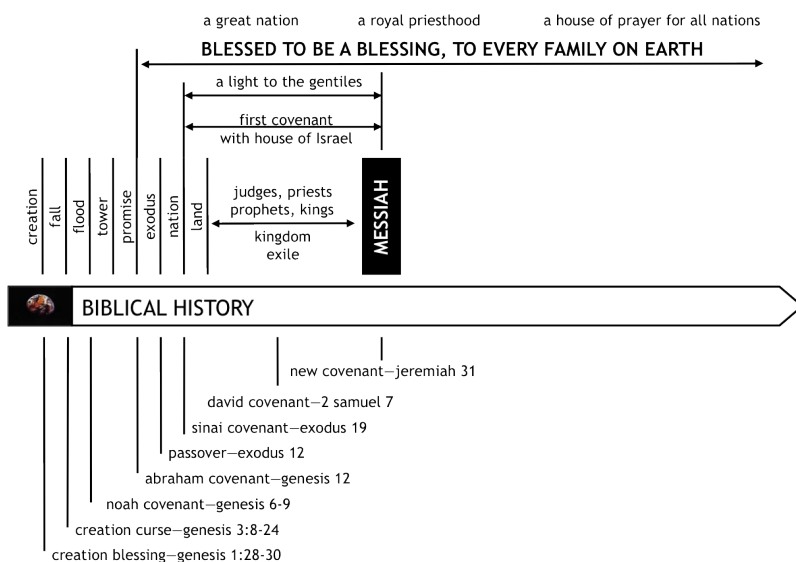 a great nation
a royal priesthood
a house of prayer for all nations
BLESSED TO BE A BLESSING, TO EVERY FAMILY ON EARTH
a light to the gentiles
first covenant
with house of Israel
creation
fall
flood
tower
promise
exodus
nation
land
judges, priests
prophets, kings
kingdom
exile
MESSIAH
BIBLICAL HISTORY
new covenant—jeremiah 31
david covenant—2 samuel 7
sinai covenant—exodus 19
passover—exodus 12
abraham covenant—genesis 12
noah covenant—genesis 6-9
creation curse—genesis 3:8-24
creation blessing—genesis 1:28-30